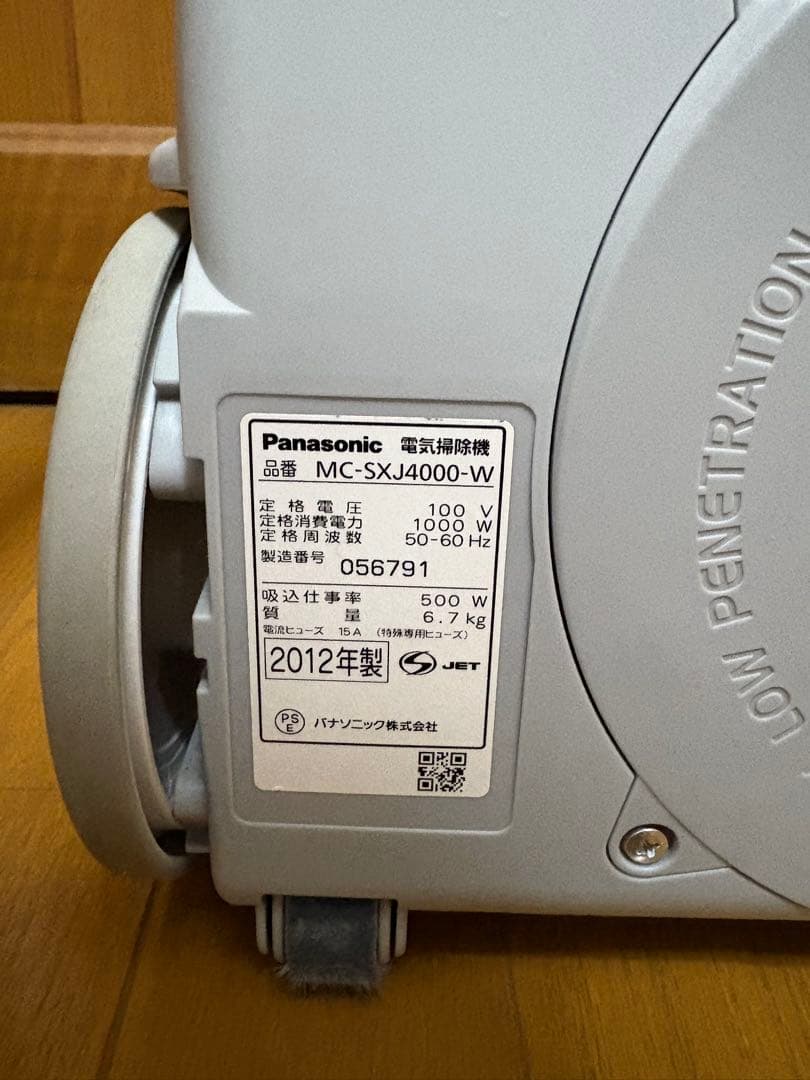 Panasonic 電気掃除機
品番 MC-SXJ4000-W
定格電圧 100 V
定格消費電力 1000 W
定格周波数 50-60 Hz
製造番号 056791
吸込仕事率 500 W
質量 6.7 kg
電流ヒューズ 15A (特殊専用ヒューズ)
2012年製 JET
PS E パナソニック株式会社
LOW PENETRATION